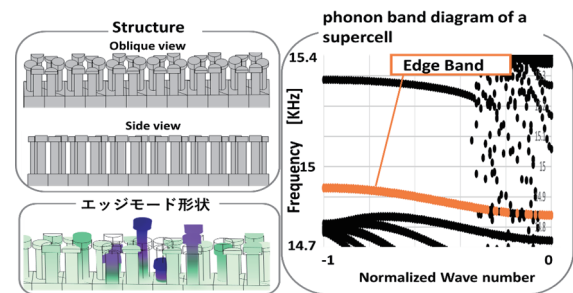 Structure
Oblique view
Side view
エッジモード形状
phonon band diagram of a
supercell
15.4
Edge Band
[KHz]
Frequency
15
15
14.7
-1
0
Normalized Wave number